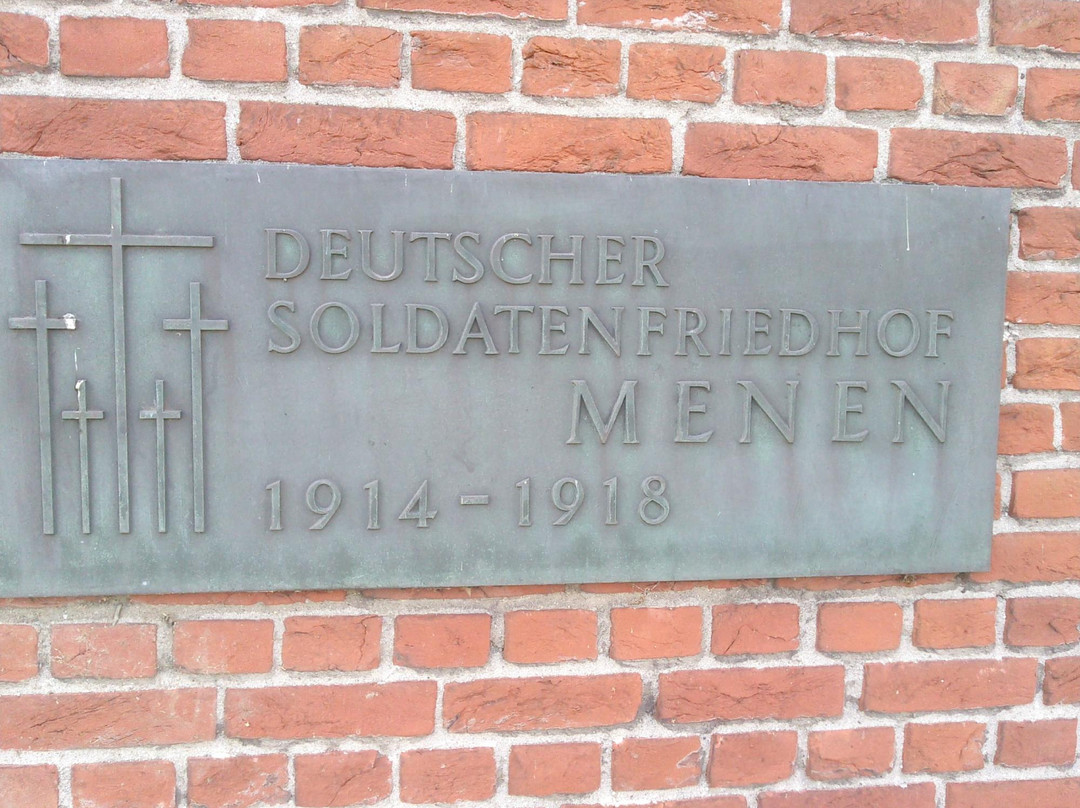 DEUTSCHER
SOLDATENFRIEDHOF
MENEN
1914-1918